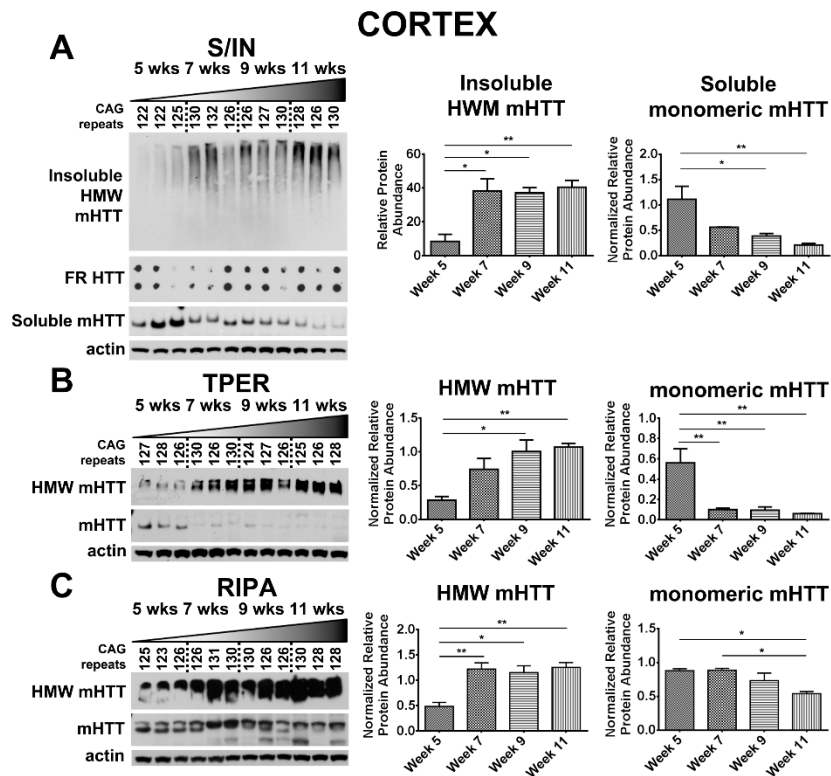 CORTEX
A
S/IN
5 wks 7 wks 9 wks 11 wks
CAG
repeats
122 122 125 130 132 126 126 127 130 128 126 130
Insoluble
HMW
mHTT
FR HTT
Soluble mHTT
actin
Insoluble
HWM mHTT
Relative Protein
Abundance
60
40
20
0
* * **
Week 5 Week 7 Week 9 Week 11
Soluble
monomeric mHTT
Normalized Relative
Protein Abundance
2.0
1.5
1.0
0.5
0.0
** *
Week 5 Week 7 Week 9 Week 11
B
TPER
5 wks 7 wks 9 wks 11 wks
CAG
repeats
127 128 126 130 126 130 124 127 126 125 126 128
HMW mHTT
mHTT
actin
HMW mHTT
Normalized Relative
Protein Abundance
1.5
1.0
0.5
0.0
** *
Week 5 Week 7 Week 9 Week 11
monomeric mHTT
Normalized Relative
Protein Abundance
1.0
0.8
0.6
0.4
0.2
0.0
** ** **
Week 5 Week 7 Week 9 Week 11
C
RIPA
5 wks 7 wks 9 wks 11 wks
CAG
repeats
125 123 126 126 131 130 130 126 126 130 128 128
HMW mHTT
mHTT
actin
HMW mHTT
Normalized Relative
Protein Abundance
2.0
1.5
1.0
0.5
0.0
** * **
Week 5 Week 7 Week 9 Week 11
monomeric mHTT
Normalized Relative
Protein Abundance
1.5
1.0
0.5
0.0
* *
Week 5 Week 7 Week 9 Week 11